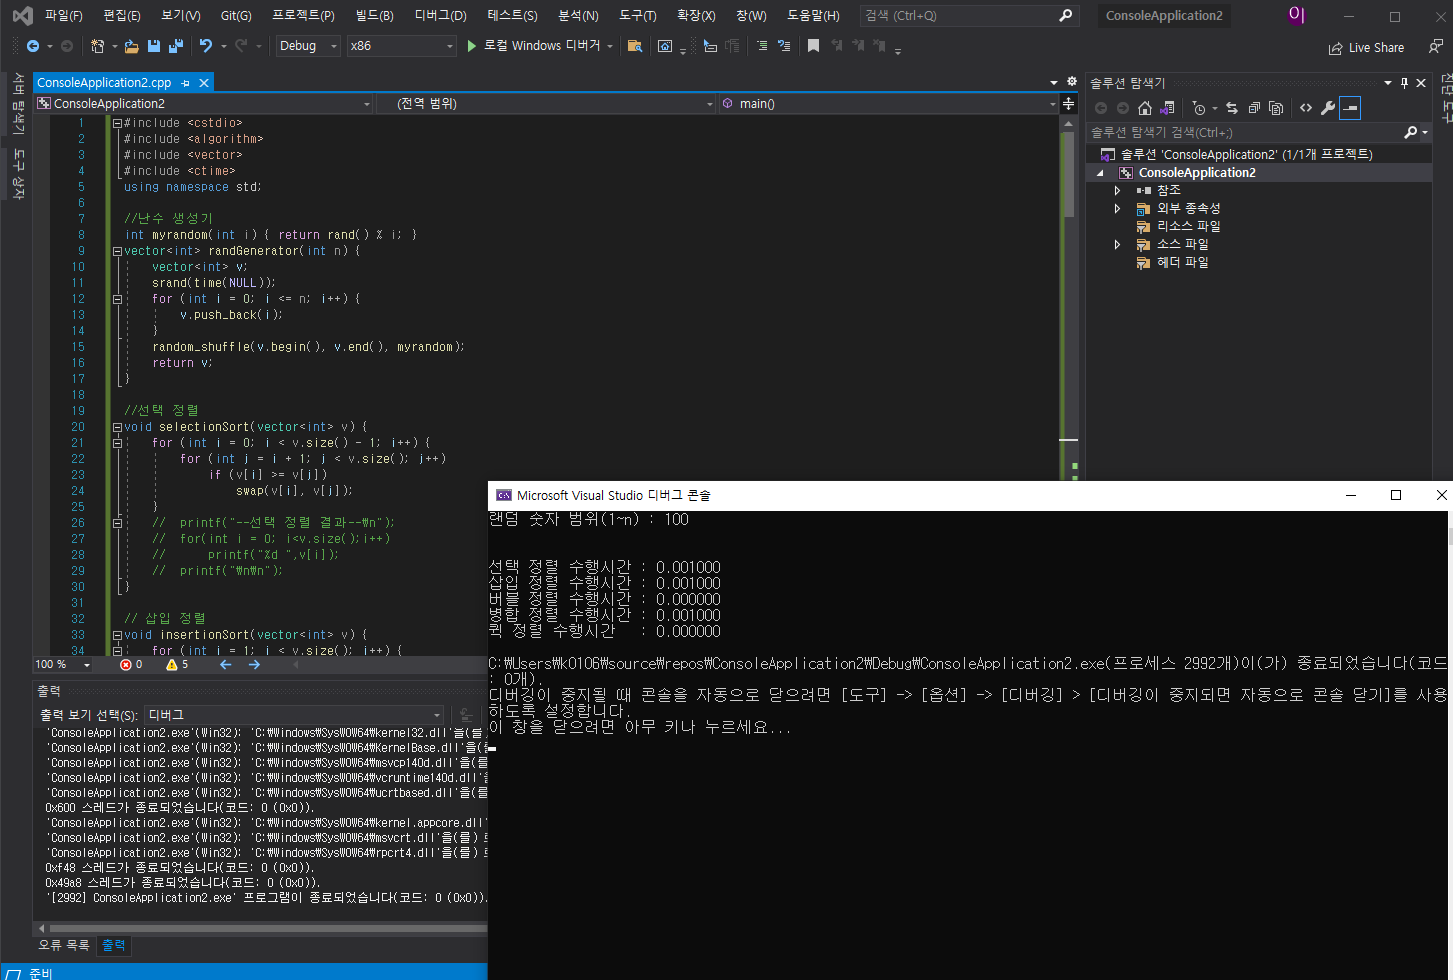 파일(F) 편집(E) 보기(V) Git(G) 프로젝트(P) 빌드(B) 디버그(D) 테스트(S) 분석(N) 도구(T) 확장(X) 창(W) 도움말(H) 검색 (Ctrl+Q) ConsoleApplication2
Debug x86 로컬 Windows 디버거 Live Share
서버 탐색기
도구 상자
ConsoleApplication2.cpp
ConsoleApplication2 (전역 범위) main()
1 #include <cstdio>
2 #include <algorithm>
3 #include <vector>
4 #include <ctime>
5 using namespace std;
6
7 //난수 생성기
8 int myrandom(int i) { return rand() % i; }
9 vector<int> randGenerator(int n) {
10 vector<int> v;
11 srand(time(NULL));
12 for (int i = 0; i <= n; i++) {
13 v.push_back(i);
14 }
15 random_shuffle(v.begin(), v.end(), myrandom);
16 return v;
17 }
18
19 //선택 정렬
20 void selectionSort(vector<int> v) {
21 for (int i = 0; i < v.size() - 1; i++) {
22 for (int j = i + 1; j < v.size(); j++)
23 if (v[i] >= v[j])
24 swap(v[i], v[j]);
25 }
26 // printf("--선택 정렬 결과--₩n");
27 // for(int i = 0; i<v.size();i++)
28 // printf("%d ",v[i]);
29 // printf("₩n₩n");
30 }
31
32 // 삽입 정렬
33 void insertionSort(vector<int> v) {
34 for (int i = 1; i < v.size(); i++) {
100 % 0 5
출력
출력 보기 선택(S): 디버그
'ConsoleApplication2.exe'(Win32): 'C:₩Windows₩SysWOW64₩kernel32.dll'을(를)
'ConsoleApplication2.exe'(Win32): 'C:₩Windows₩SysWOW64₩KernelBase.dll'을(를
'ConsoleApplication2.exe'(Win32): 'C:₩Windows₩SysWOW64₩msvcp140d.dll'을(를
'ConsoleApplication2.exe'(Win32): 'C:₩Windows₩SysWOW64₩vcruntime140d.dll'을
'ConsoleApplication2.exe'(Win32): 'C:₩Windows₩SysWOW64₩ucrtbased.dll'을(를
0x600 스레드가 종료되었습니다(코드: 0 (0x0)).
'ConsoleApplication2.exe'(Win32): 'C:₩Windows₩SysWOW64₩kernel.appcore.dll'
'ConsoleApplication2.exe'(Win32): 'C:₩Windows₩SysWOW64₩msvcrt.dll'을(를) 로
'ConsoleApplication2.exe'(Win32): 'C:₩Windows₩SysWOW64₩rpcrt4.dll'을(를) 로
0xf48 스레드가 종료되었습니다(코드: 0 (0x0)).
0x49a8 스레드가 종료되었습니다(코드: 0 (0x0)).
'[2992] ConsoleApplication2.exe' 프로그램이 종료되었습니다(코드: 0 (0x0)).
오류 목록 출력
준비
솔루션 탐색기
솔루션 탐색기 검색(Ctrl+;)
솔루션 'ConsoleApplication2' (1/1개 프로젝트)
ConsoleApplication2
참조
외부 종속성
리소스 파일
소스 파일
헤더 파일
진단 도구
Microsoft Visual Studio 디버그 콘솔
랜덤 숫자 범위(1~n) : 100
선택 정렬 수행시간 : 0.001000
삽입 정렬 수행시간 : 0.001000
버블 정렬 수행시간 : 0.000000
병합 정렬 수행시간 : 0.001000
퀵 정렬 수행시간 : 0.000000
C:₩Users₩k0106₩source₩repos₩ConsoleApplication2₩Debug₩ConsoleApplication2.exe(프로세스 2992개)이(가) 종료되었습니다(코드
: 0개).
디버깅이 중지될 때 콘솔을 자동으로 닫으려면 [도구] -> [옵션] -> [디버깅] > [디버깅이 중지되면 자동으로 콘솔 닫기]를 사용
하도록 설정합니다.
이 창을 닫으려면 아무 키나 누르세요...